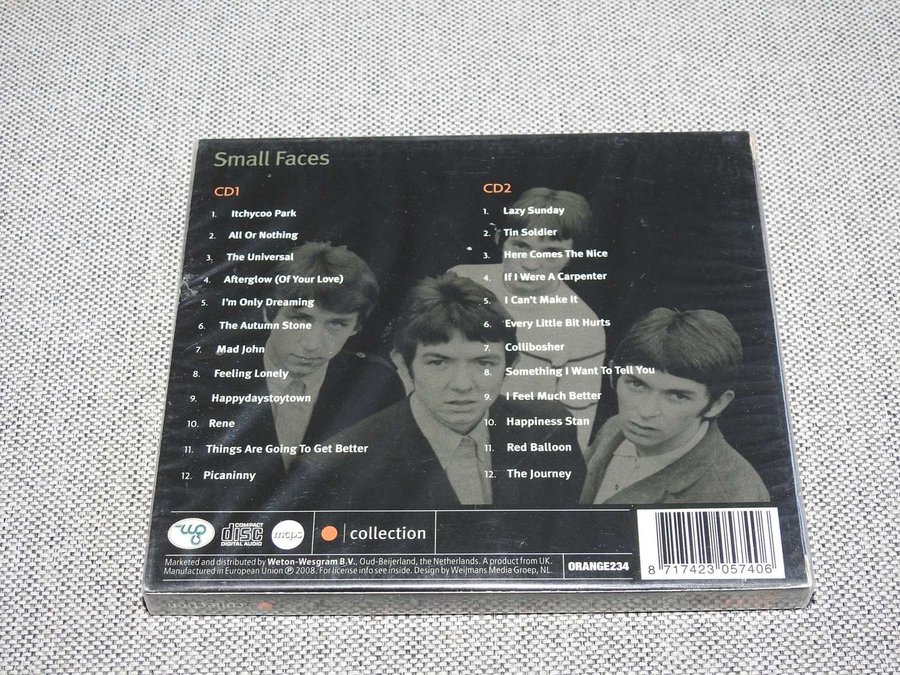 Small Faces
CD1
1. Itchycoo Park
2. All Or Nothing
3. The Universal
4. Afterglow (Of Your Love)
5. I'm Only Dreaming
6. The Autumn Stone
7. Mad John
8. Feeling Lonely
9. Happydaystoytown
10. Rene
11. Things Are Going To Get Better
12. Picaninny
CD2
1. Lazy Sunday
2. Tin Soldier
3. Here Comes The Nice
4. If I Were A Carpenter
5. I Can't Make It
6. Every Little Bit Hurts
7. Collibosher
8. Something I Want To Tell You
9. I Feel Much Better
10. Happiness Stan
11. Red Balloon
12. The Journey
COMPACT
disc
DIGITAL AUDIO
mcps
collection
Marketed and distributed by Weton-Wesgram B.V., Oud-Beijerland, the Netherlands. A product from UK.
Manufactured in European Union ℗ 2008. For license info see inside. Design by Weijmans Media Groep, NL.
ORANGE234
8 717423 057406